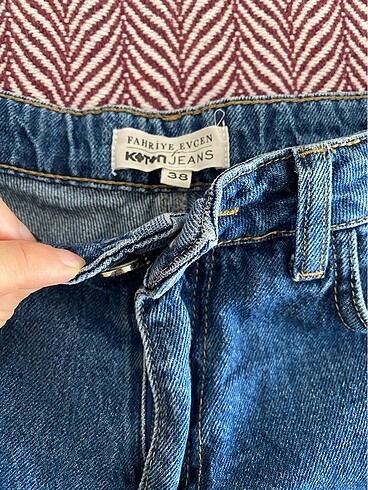 FAHRİYE EVCEN
KOTON JEANS
38